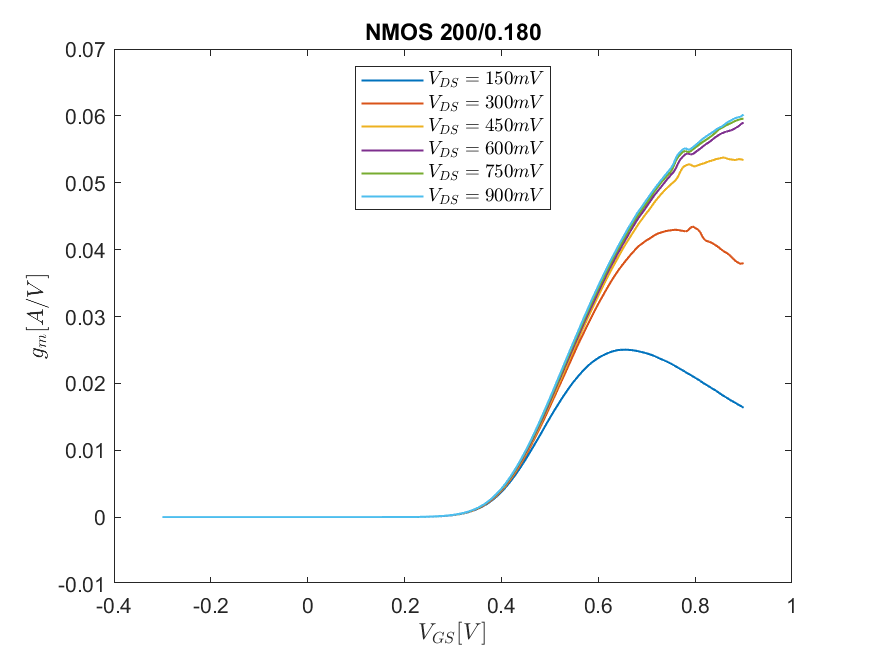 NMOS 200/0.180
0.07
0.06
0.05
0.04
0.03
0.02
0.01
0
-0.01
g_m[A/V]
V_DS = 150mV
V_DS = 300mV
V_DS = 450mV
V_DS = 600mV
V_DS = 750mV
V_DS = 900mV
-0.4 -0.2 0 0.2 0.4 0.6 0.8 1
V_GS[V]